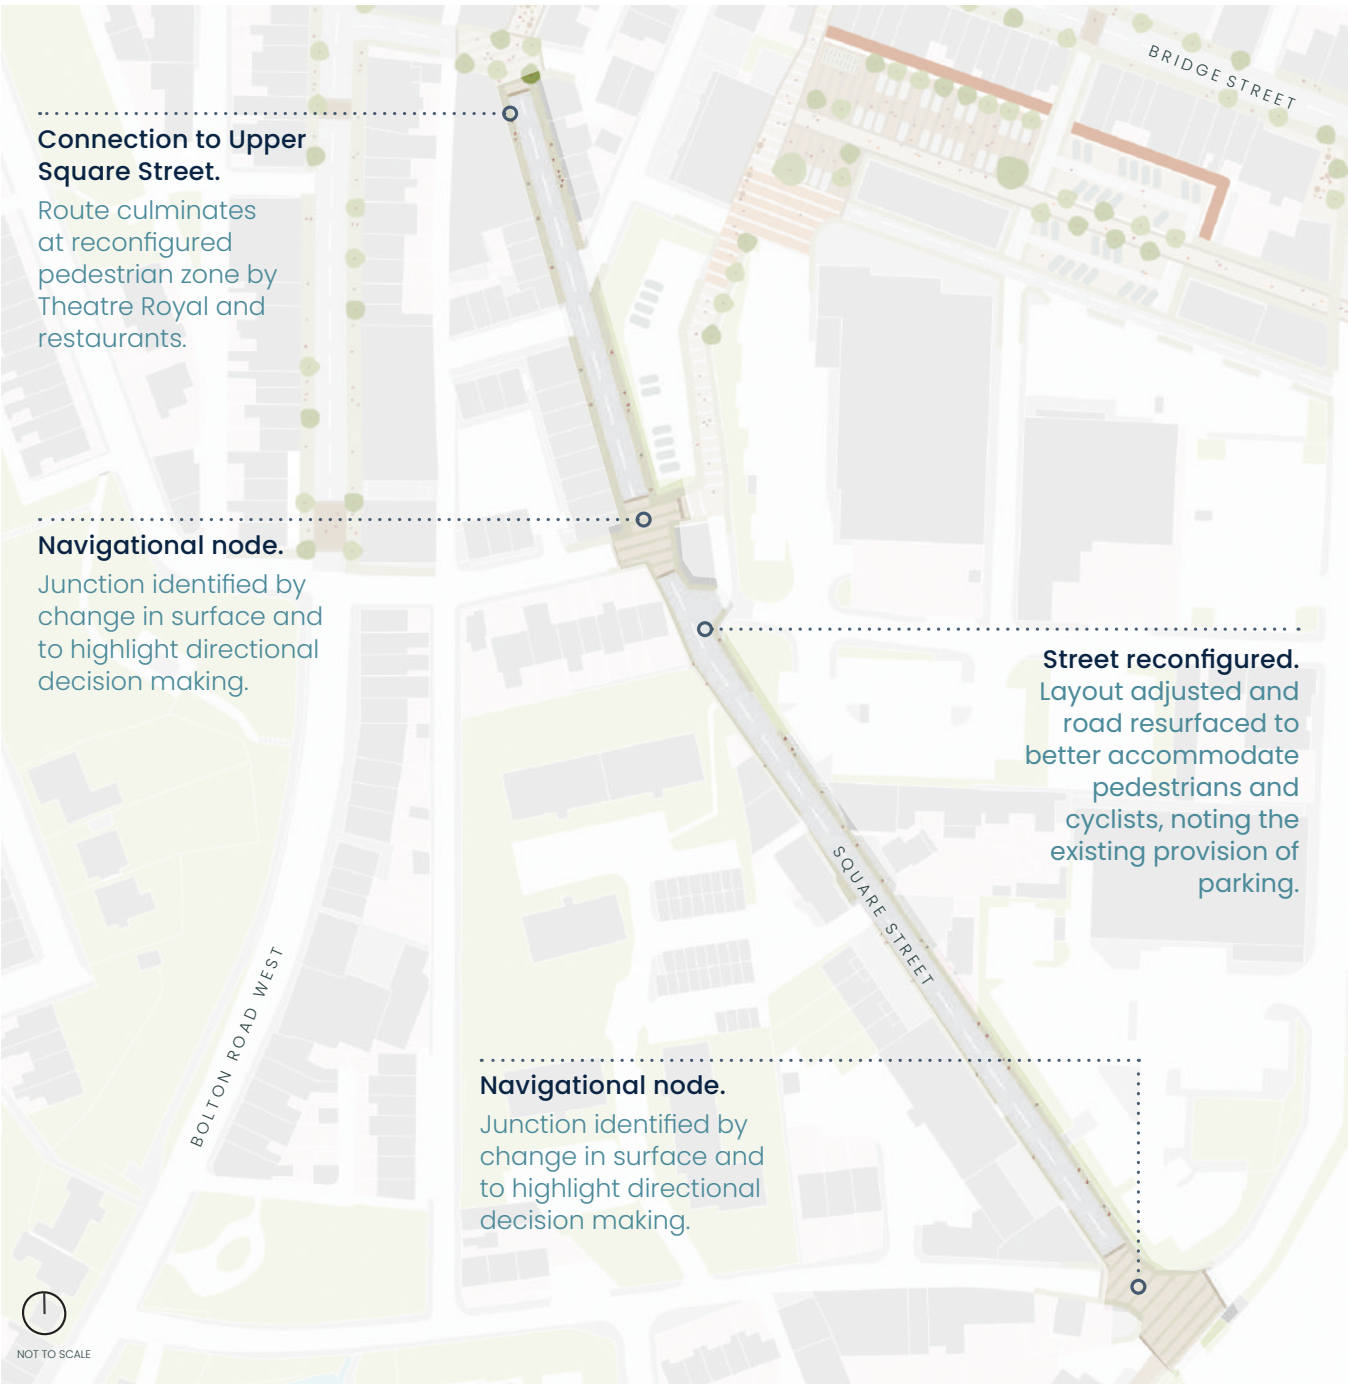 BRIDGE STREET
Connection to Upper
Square Street.
Route culminates
at reconfigured
pedestrian zone by
Theatre Royal and
restaurants.
Navigational node.
Junction identified by
change in surface and
to highlight directional
decision making.
Street reconfigured.
Layout adjusted and
road resurfaced to
better accommodate
pedestrians and
cyclists, noting the
existing provision of
parking.
SQUARE STREET
BOLTON ROAD WEST
Navigational node.
Junction identified by
change in surface and
to highlight directional
decision making.
NOT TO SCALE